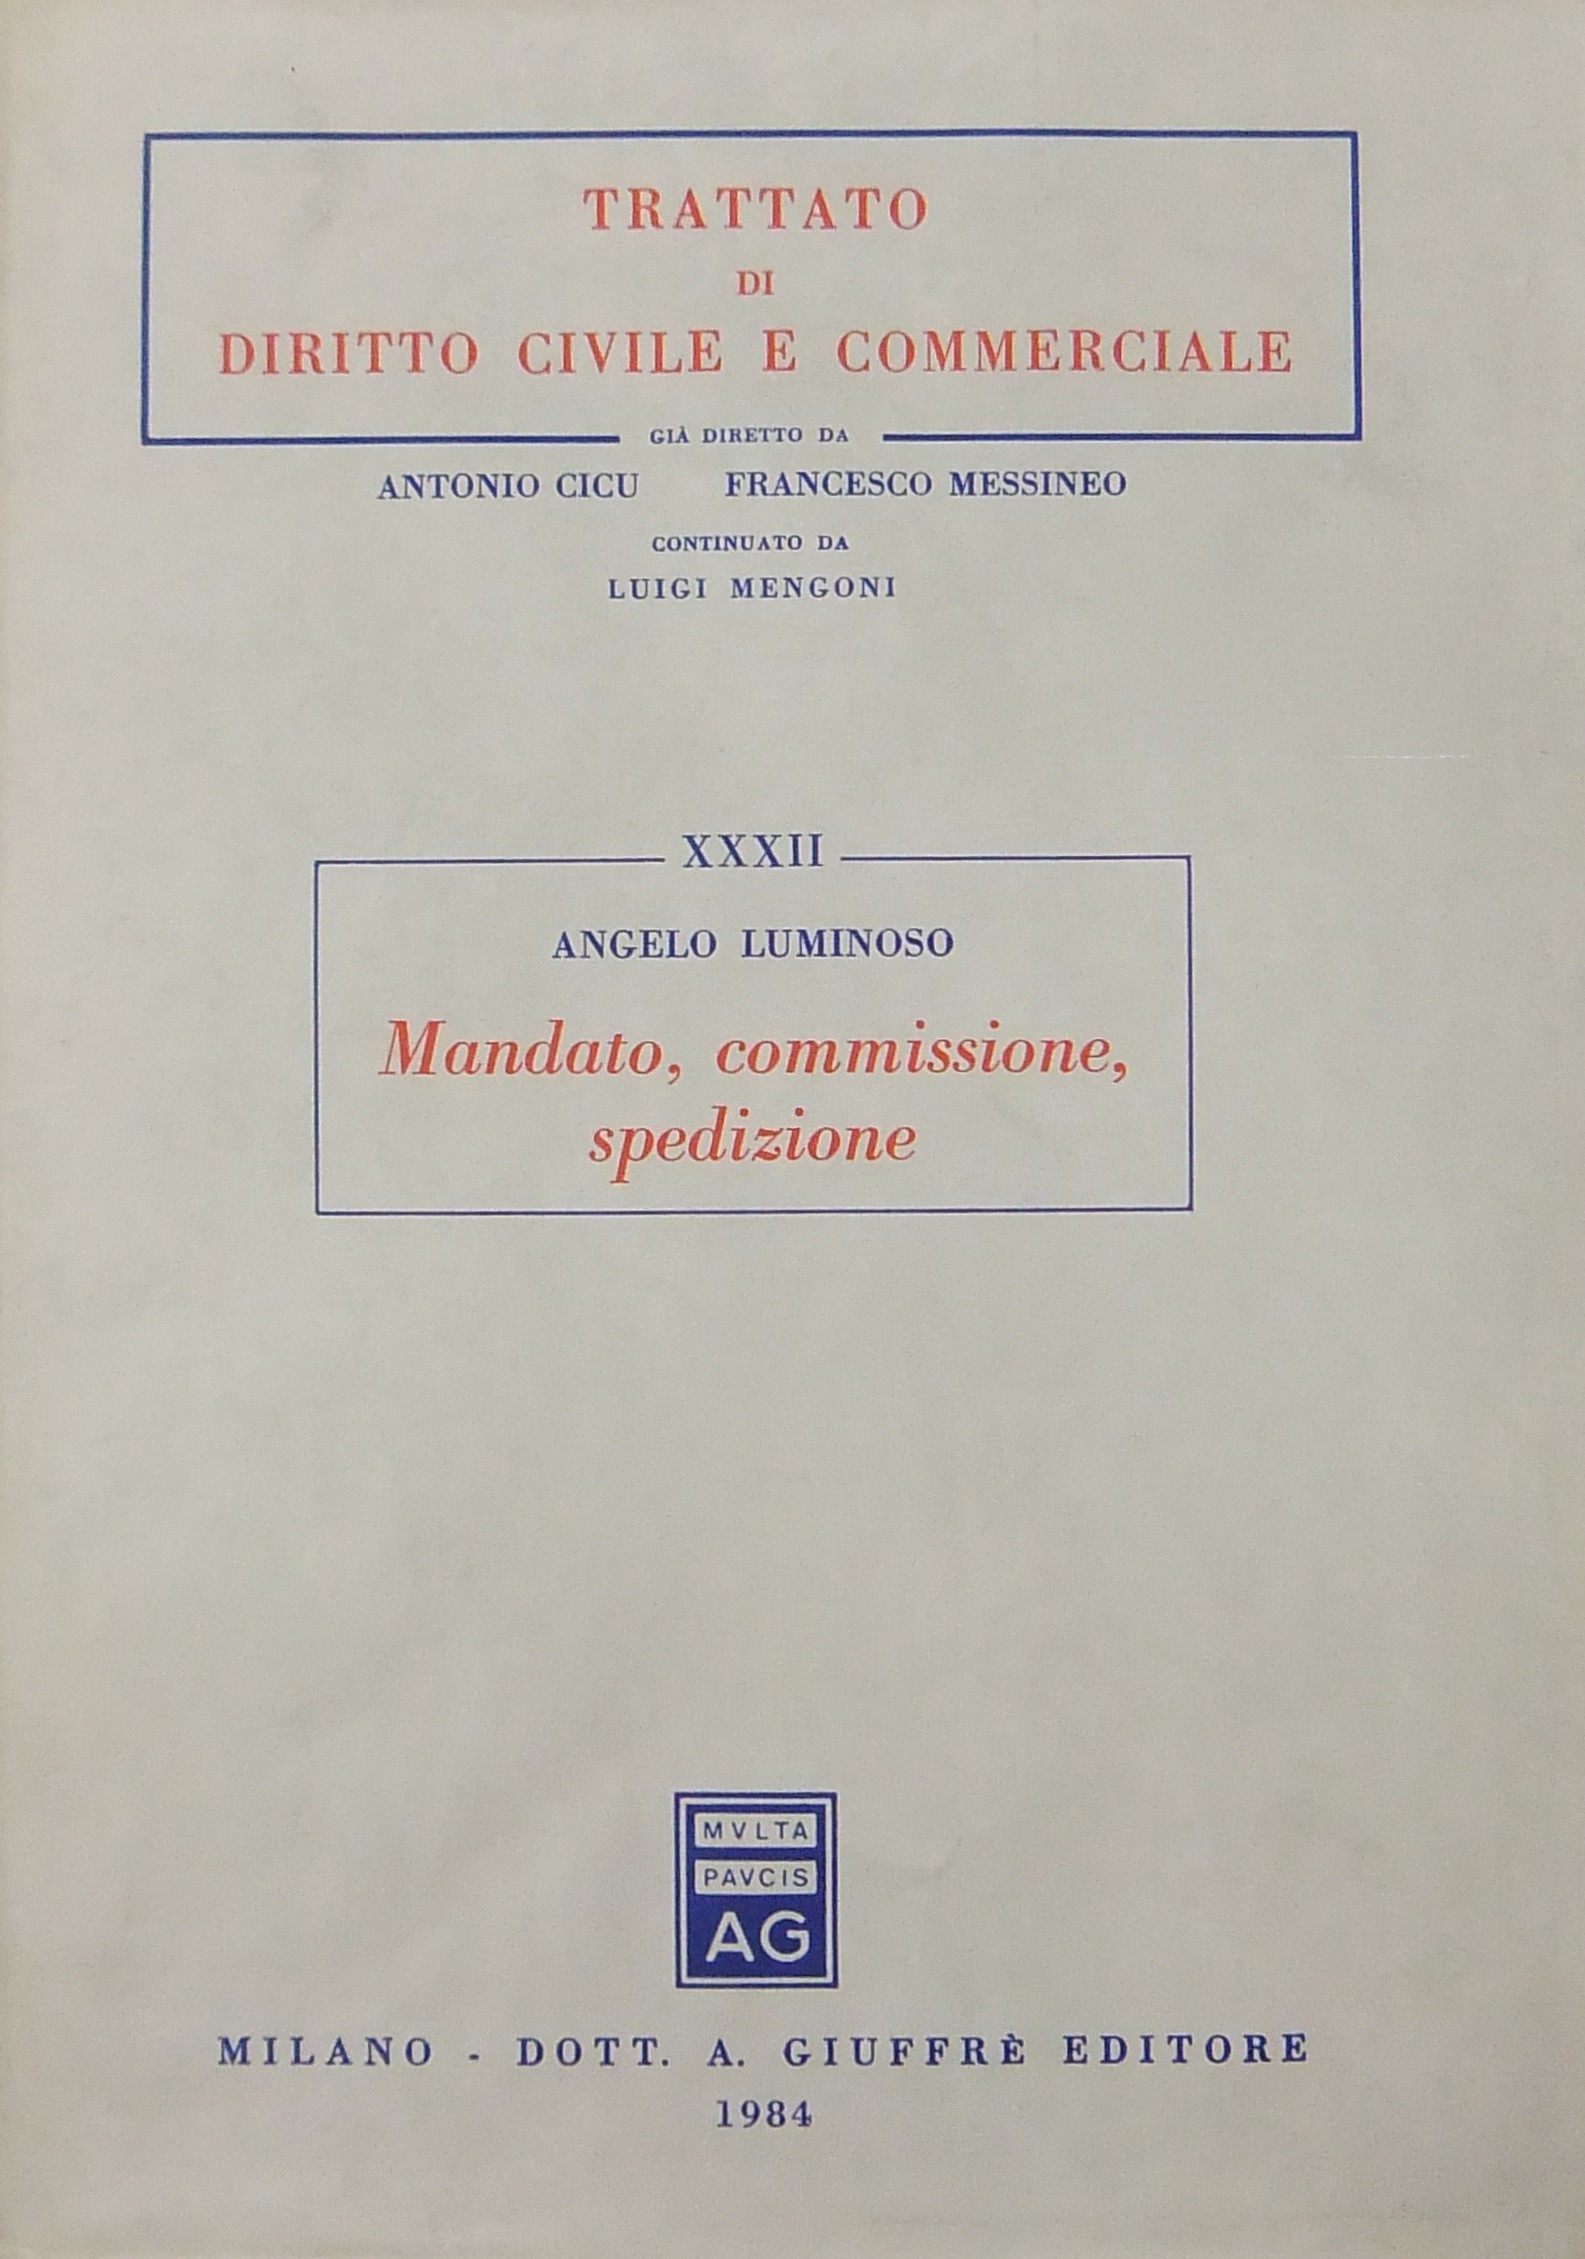 TRATTATO
DI
DIRITTO CIVILE E COMMERCIALE
GIÀ DIRETTO DA
ANTONIO CICU FRANCESCO MESSINEO
CONTINUATO DA
LUIGI MENGONI
XXXII
ANGELO LUMINOSO
Mandato, commissione,
spedizione
MVLTA
PAVCIS
AG
MILANO - DOTT. A. GIUFFRÈ EDITORE
1984